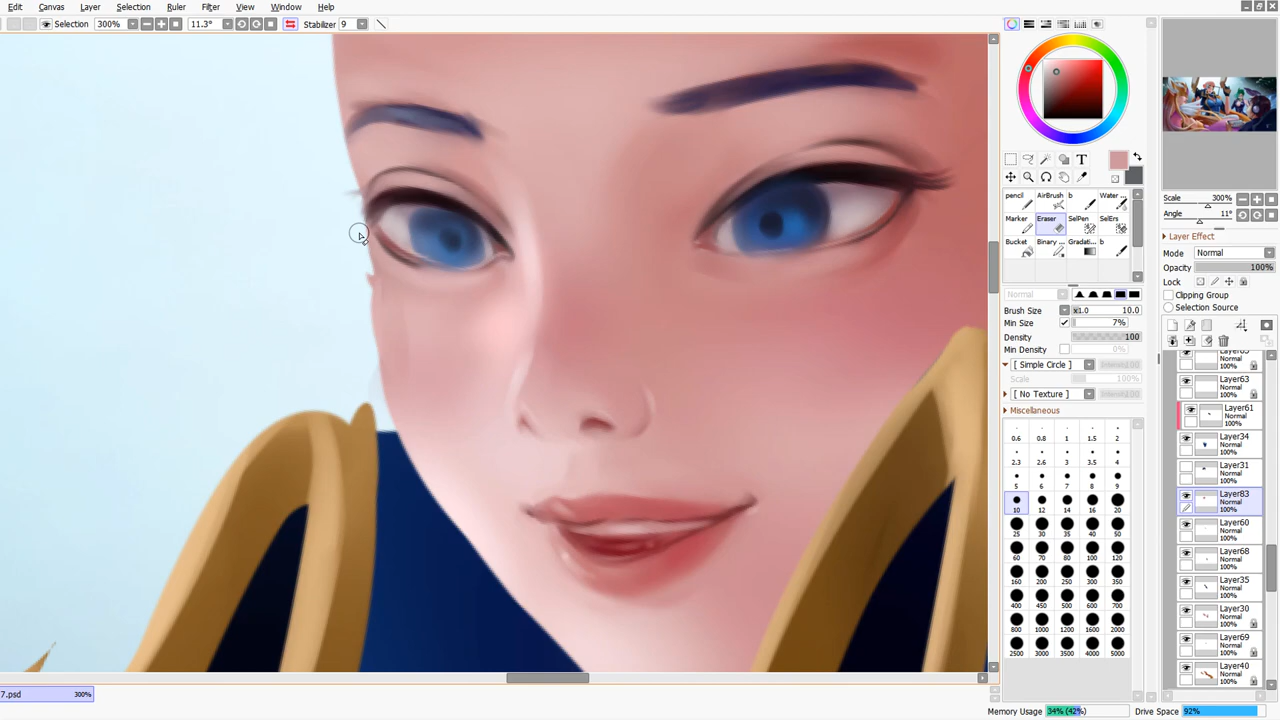 Edit Canvas Layer Selection Ruler Filter View Window Help
Selection 300% 11.3° Stabilizer 9
pencil AirBrush b Water ...
Marker Eraser SelPen SelErs
Bucket Binary ... Gradati... b
Normal
Brush Size x1.0 10.0
Min Size 7%
Density 100
Min Density 0%
[ Simple Circle ]
Scale 100%
[ No Texture ]
Miscellaneous
0.6 0.8 1 1.5 2
2.3 2.6 3 3.5 4
5 6 7 8 9
10 12 14 16 20
25 30 35 40 50
60 70 80 100 120
160 200 250 300 350
400 450 500 600 700
800 1000 1200 1600 2000
2500 3000 3500 4000 5000
Scale 300%
Angle 11°
Layer Effect
Mode Normal
Opacity 100%
Lock
Clipping Group
Selection Source
Normal
100%
Layer63
Normal
100%
Layer61
Normal
100%
Layer34
Normal
100%
Layer31
Normal
100%
Layer83
Normal
100%
Layer60
Normal
100%
Layer68
Normal
100%
Layer35
Normal
100%
Layer30
Normal
100%
Layer69
Normal
100%
Layer40
Normal
100%
7.psd 300%
Memory Usage 34% (42%) Drive Space 92%